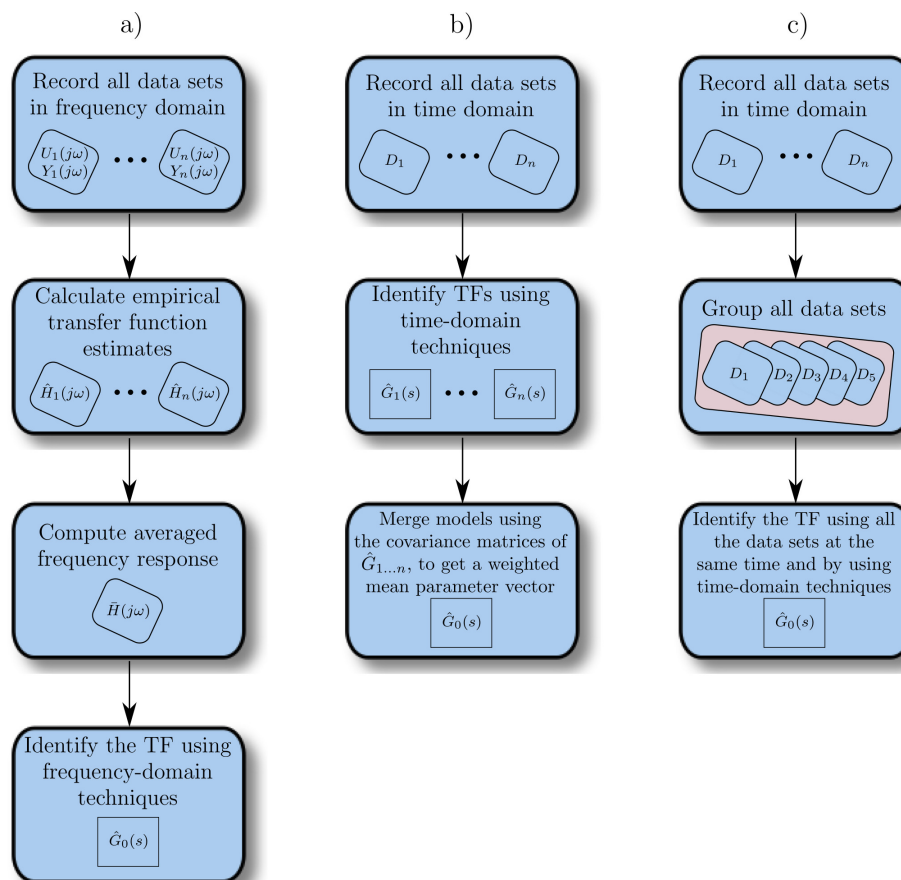 a)
Record all data sets
in frequency domain
U₁(jω) Uₙ(jω)
Y₁(jω) • • • Yₙ(jω)
Calculate empirical
transfer function
estimates
Ĥ₁(jω) • • • Ĥₙ(jω)
Compute averaged
frequency response
H̄(jω)
Identify the TF using
frequency-domain
techniques
Ĝ₀(s)
b)
Record all data sets
in time domain
D₁ • • • Dₙ
Identify TFs using
time-domain
techniques
Ĝ₁(s) • • • Ĝₙ(s)
Merge models using
the covariance matrices of
Ĝ₁…ₙ, to get a weighted
mean parameter vector
Ĝ₀(s)
c)
Record all data sets
in time domain
D₁ • • • Dₙ
Group all data sets
D₁ D₂ D₃ D₄ D₅
Identify the TF using all
the data sets at the
same time and by using
time-domain techniques
Ĝ₀(s)